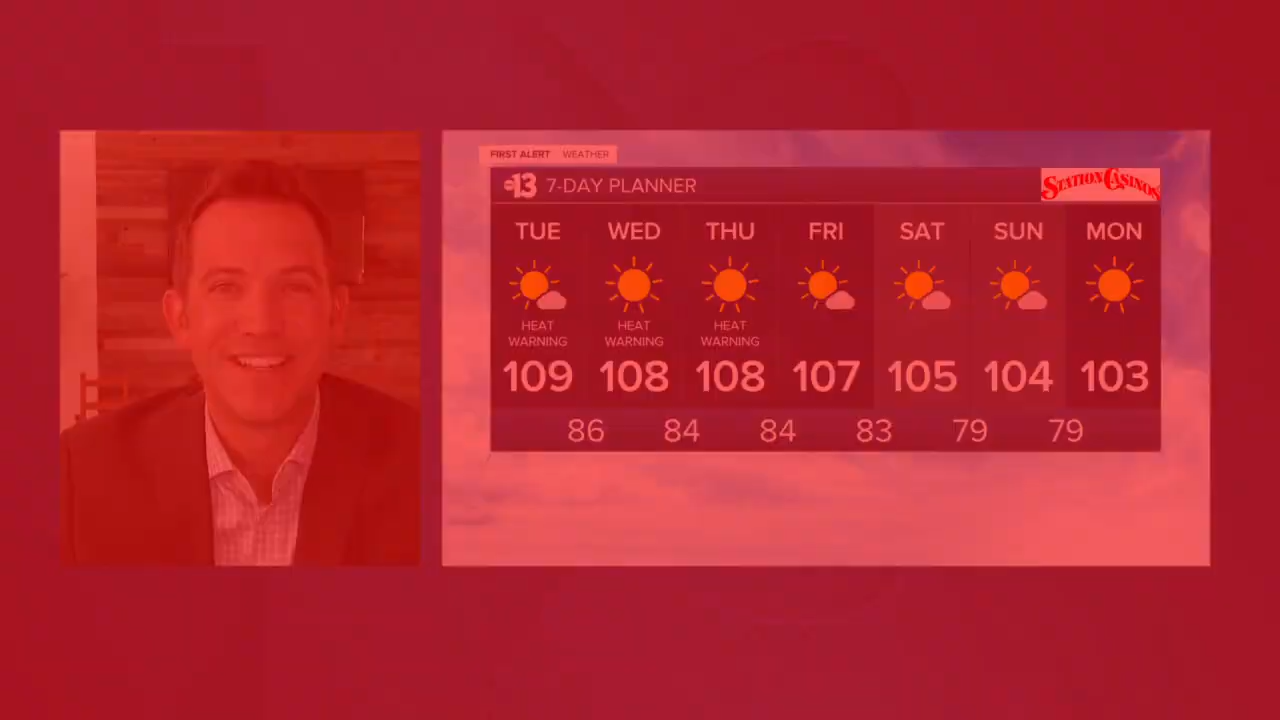 FIRST ALERT WEATHER
abc 13 7-DAY PLANNER
STATION CASINOS
TUE WED THU FRI SAT SUN MON
HEAT WARNING HEAT WARNING HEAT WARNING
109 108 108 107 105 104 103
86 84 84 83 79 79